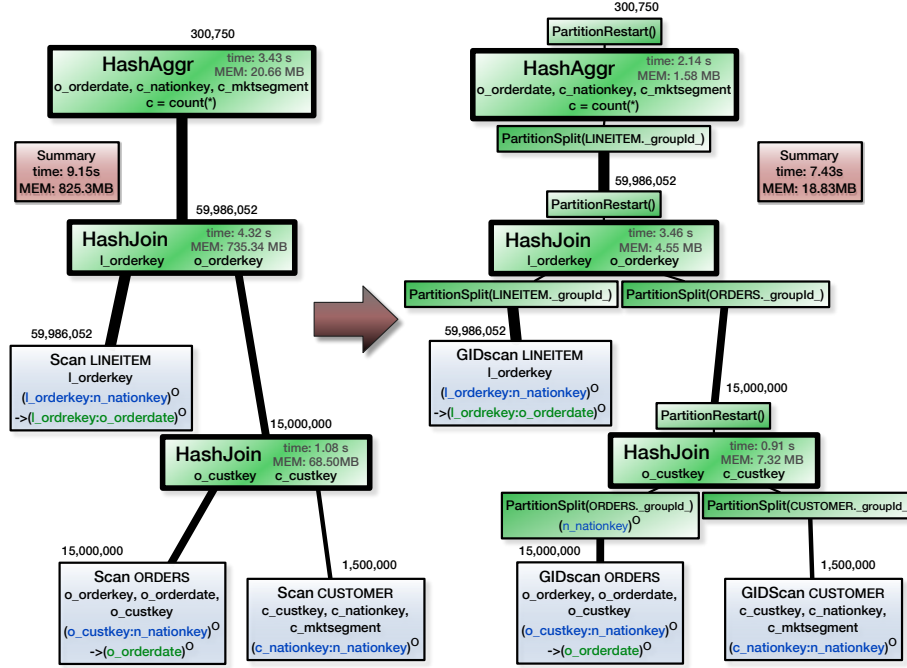 300,750
HashAggr
time: 3.43 s
MEM: 20.66 MB
o_orderdate, c_nationkey, c_mktsegment
c = count(*)
Summary
time: 9.15s
MEM: 825.3MB
59,986,052
HashJoin
time: 4.32 s
MEM: 735.34 MB
l_orderkey o_orderkey
59,986,052
Scan LINEITEM
l_orderkey
(l_orderkey:n_nationkey)O
->(l_ordrekey:o_orderdate)O
15,000,000
HashJoin
time: 1.08 s
MEM: 68.50MB
o_custkey c_custkey
15,000,000
Scan ORDERS
o_orderkey, o_orderdate,
o_custkey
(o_custkey:n_nationkey)O
->(o_orderdate)O
1,500,000
Scan CUSTOMER
c_custkey, c_nationkey,
c_mktsegment
(c_nationkey:n_nationkey)O
300,750
PartitionRestart()
HashAggr
time: 2.14 s
MEM: 1.58 MB
o_orderdate, c_nationkey, c_mktsegment
c = count(*)
PartitionSplit(LINEITEM._groupId_)
Summary
time: 7.43s
MEM: 18.83MB
59,986,052
PartitionRestart()
HashJoin
time: 3.46 s
MEM: 4.55 MB
l_orderkey o_orderkey
PartitionSplit(LINEITEM._groupId_)
PartitionSplit(ORDERS._groupId_)
59,986,052
GIDscan LINEITEM
l_orderkey
(l_orderkey:n_nationkey)O
->(l_ordrekey:o_orderdate)O
15,000,000
PartitionRestart()
HashJoin
time: 0.91 s
MEM: 7.32 MB
o_custkey c_custkey
PartitionSplit(ORDERS._groupId_)
(n_nationkey)O
PartitionSplit(CUSTOMER._groupId_)
15,000,000
GIDscan ORDERS
o_orderkey, o_orderdate,
o_custkey
(o_custkey:n_nationkey)O
->(o_orderdate)O
1,500,000
GIDScan CUSTOMER
c_custkey, c_nationkey,
c_mktsegment
(c_nationkey:n_nationkey)O